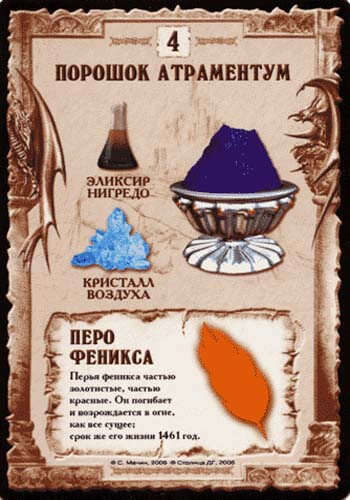 4
ПОРОШОК АТРАМЕНТУМ
ЭЛИКСИР
НИГРЕДО
КРИСТАЛЛ
ВОЗДУХА
ПЕРО
ФЕНИКСА
Перья феникса частью
золотистые, частью
красные. Он погибает
и возрождается в огне,
как все сущее;
срок же его жизни 1461 год.
© С. Мачин, 2006 © Столица ДГ, 2006